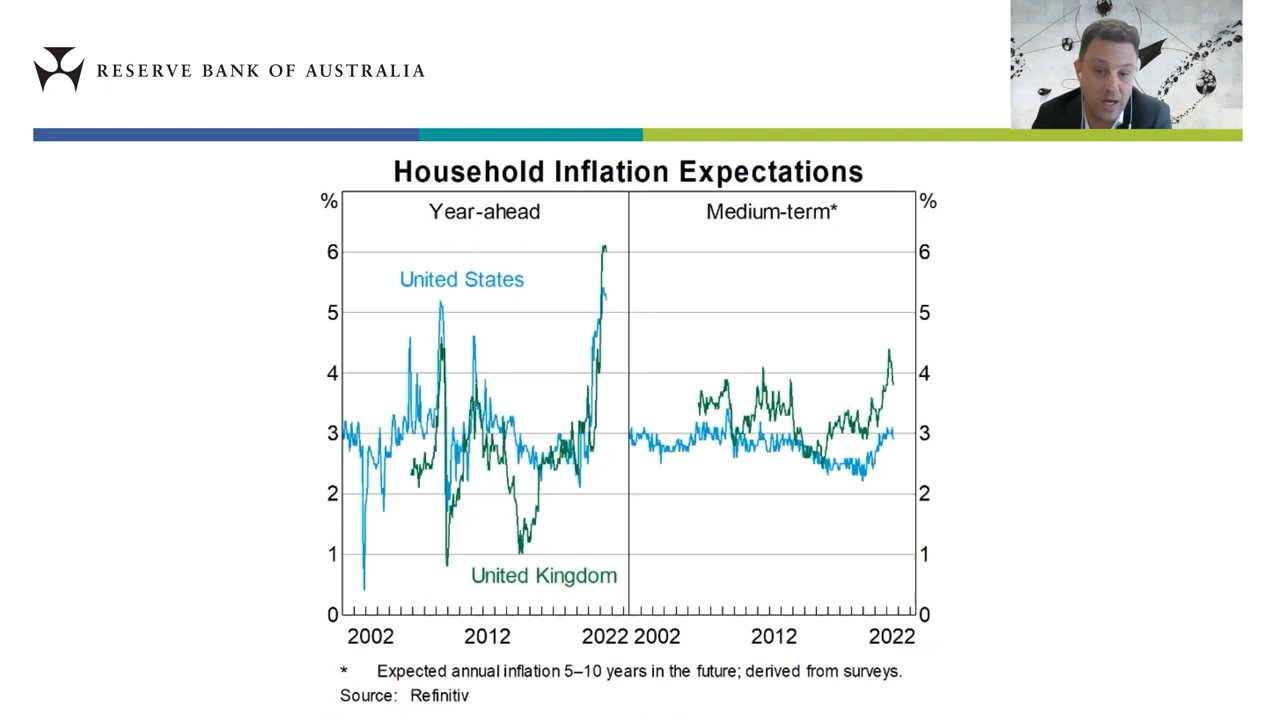 RESERVE BANK OF AUSTRALIA
Household Inflation Expectations
% Year-ahead Medium-term* %
6 6
United States
5 5
4 4
3 3
2 2
1 1
United Kingdom
0 0
2002 2012 2022 2002 2012 2022
* Expected annual inflation 5–10 years in the future; derived from surveys.
Source: Refinitiv